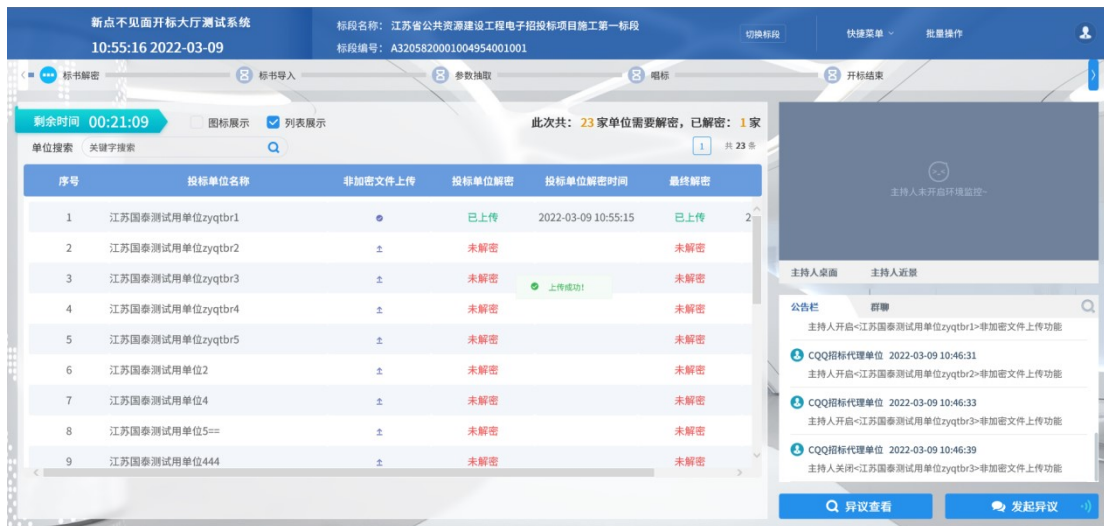 新点不见面开标大厅测试系统
10:55:16 2022-03-09
标段名称: 江苏省公共资源建设工程电子招投标项目施工第一标段
标段编号: A3205820001004954001001
切换标段
快捷菜单
批量操作
标书解密
标书导入
参数抽取
唱标
开标结束
剩余时间 00:21:09
图标展示
列表展示
此次共: 23 家单位需要解密，已解密: 1 家
单位搜索 关键字搜索
1 共 23 条
序号 投标单位名称 非加密文件上传 投标单位解密 投标单位解密时间 最终解密
1 江苏国泰测试用单位zyqtbr1 已上传 2022-03-09 10:55:15 已上传 2
2 江苏国泰测试用单位zyqtbr2 未解密 未解密
3 江苏国泰测试用单位zyqtbr3 未解密 未解密
上传成功!
4 江苏国泰测试用单位zyqtbr4 未解密 未解密
5 江苏国泰测试用单位zyqtbr5 未解密 未解密
6 江苏国泰测试用单位2 未解密 未解密
7 江苏国泰测试用单位4 未解密 未解密
8 江苏国泰测试用单位5== 未解密 未解密
9 江苏国泰测试用单位444 未解密 未解密
主持人未开启环境监控~
主持人桌面 主持人近景
公告栏 群聊
主持人开启<江苏国泰测试用单位zyqtbr1>非加密文件上传功能
CQQ招标代理单位 2022-03-09 10:46:31
主持人开启<江苏国泰测试用单位zyqtbr2>非加密文件上传功能
CQQ招标代理单位 2022-03-09 10:46:33
主持人开启<江苏国泰测试用单位zyqtbr3>非加密文件上传功能
CQQ招标代理单位 2022-03-09 10:46:39
主持人关闭<江苏国泰测试用单位zyqtbr3>非加密文件上传功能
异议查看
发起异议